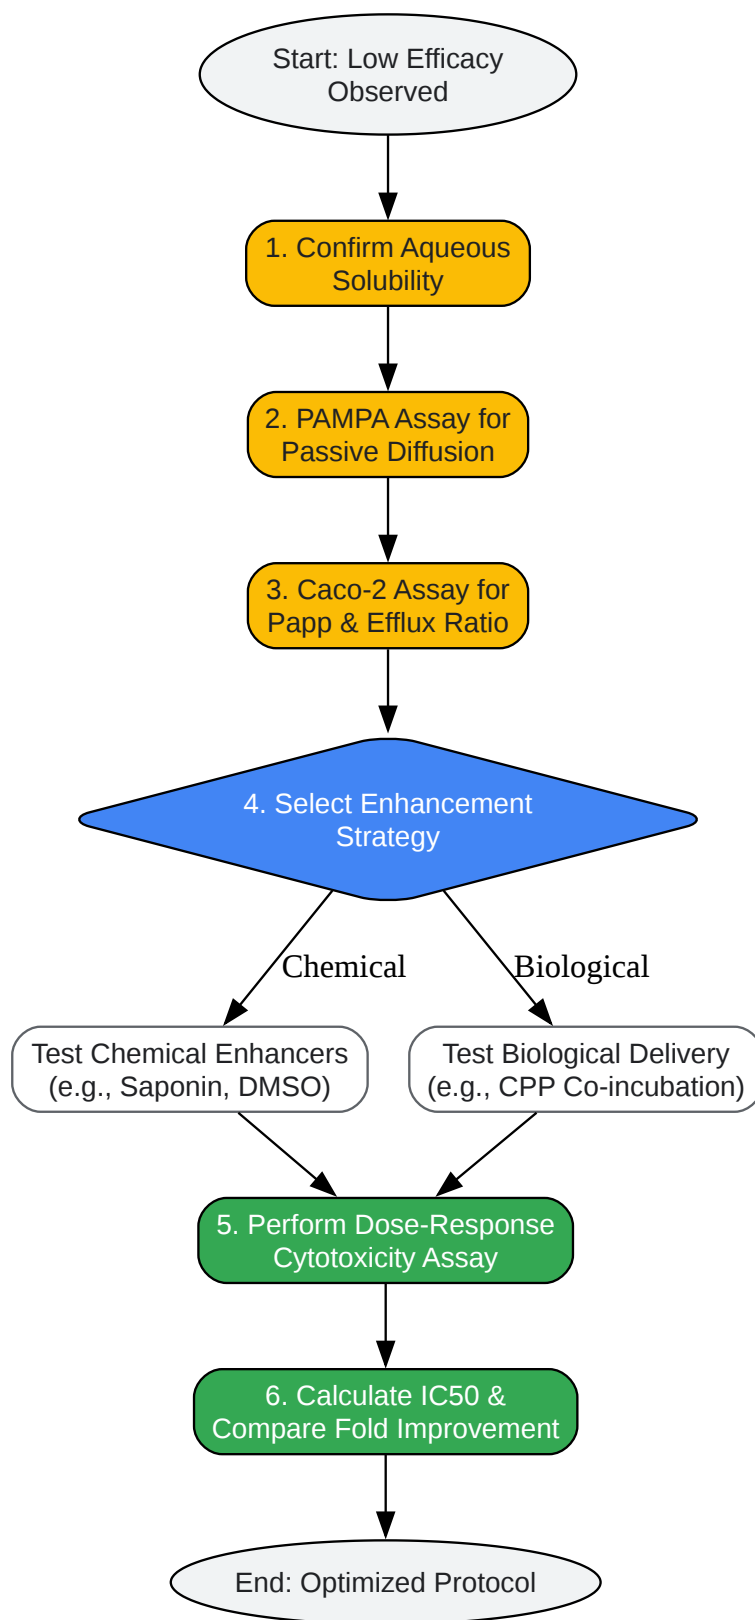 Start: Low Efficacy
Observed
1. Confirm Aqueous
Solubility
2. PAMPA Assay for
Passive Diffusion
3. Caco-2 Assay for
Papp & Efflux Ratio
4. Select Enhancement
Strategy
Chemical
Biological
Test Chemical Enhancers
(e.g., Saponin, DMSO)
Test Biological Delivery
(e.g., CPP Co-incubation)
5. Perform Dose-Response
Cytotoxicity Assay
6. Calculate IC50 &
Compare Fold Improvement
End: Optimized Protocol